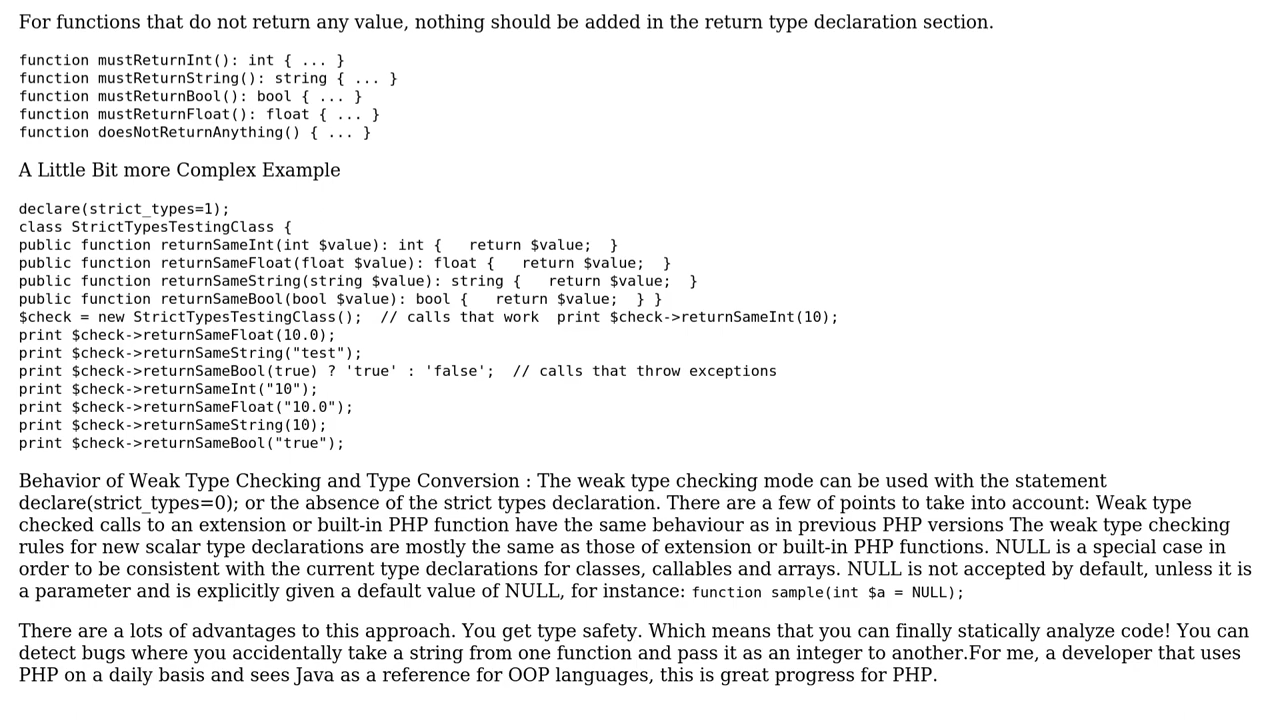 For functions that do not return any value, nothing should be added in the return type declaration section.
function mustReturnInt(): int { ... }
function mustReturnString(): string { ... }
function mustReturnBool(): bool { ... }
function mustReturnFloat(): float { ... }
function doesNotReturnAnything() { ... }
A Little Bit more Complex Example
declare(strict_types=1);
class StrictTypesTestingClass {
public function returnSameInt(int $value): int {   return $value;  }
public function returnSameFloat(float $value): float {   return $value;  }
public function returnSameString(string $value): string {   return $value;  }
public function returnSameBool(bool $value): bool {   return $value;  } }
$check = new StrictTypesTestingClass();  // calls that work  print $check->returnSameInt(10);
print $check->returnSameFloat(10.0);
print $check->returnSameString("test");
print $check->returnSameBool(true) ? 'true' : 'false';  // calls that throw exceptions
print $check->returnSameInt("10");
print $check->returnSameFloat("10.0");
print $check->returnSameString(10);
print $check->returnSameBool("true");
Behavior of Weak Type Checking and Type Conversion : The weak type checking mode can be used with the statement
declare(strict_types=0); or the absence of the strict types declaration. There are a few of points to take into account: Weak type
checked calls to an extension or built-in PHP function have the same behaviour as in previous PHP versions The weak type checking
rules for new scalar type declarations are mostly the same as those of extension or built-in PHP functions. NULL is a special case in
order to be consistent with the current type declarations for classes, callables and arrays. NULL is not accepted by default, unless it is
a parameter and is explicitly given a default value of NULL, for instance: function sample(int $a = NULL);
There are a lots of advantages to this approach. You get type safety. Which means that you can finally statically analyze code! You can
detect bugs where you accidentally take a string from one function and pass it as an integer to another.For me, a developer that uses
PHP on a daily basis and sees Java as a reference for OOP languages, this is great progress for PHP.